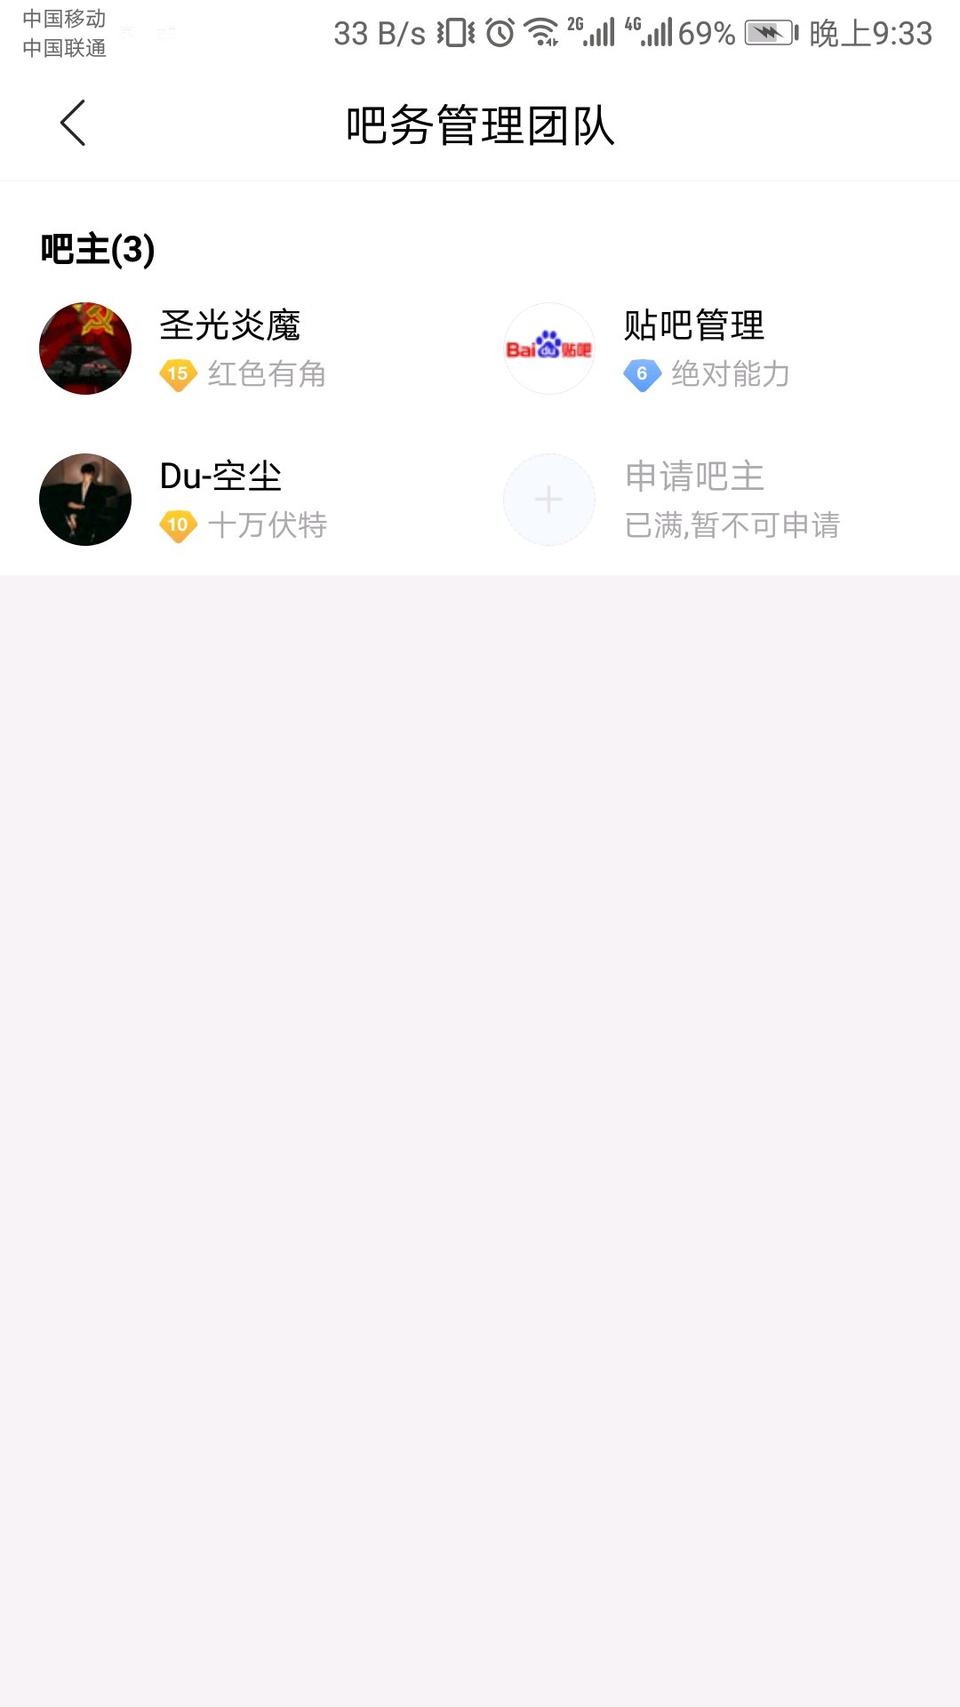 中国移动
中国联通
33 B/s 2G 4G 69% 晚上9:33
吧务管理团队
吧主(3)
圣光炎魔
15 红色有角
Bai du 贴吧
贴吧管理
6 绝对能力
Du-空尘
10 十万伏特
申请吧主
已满,暂不可申请